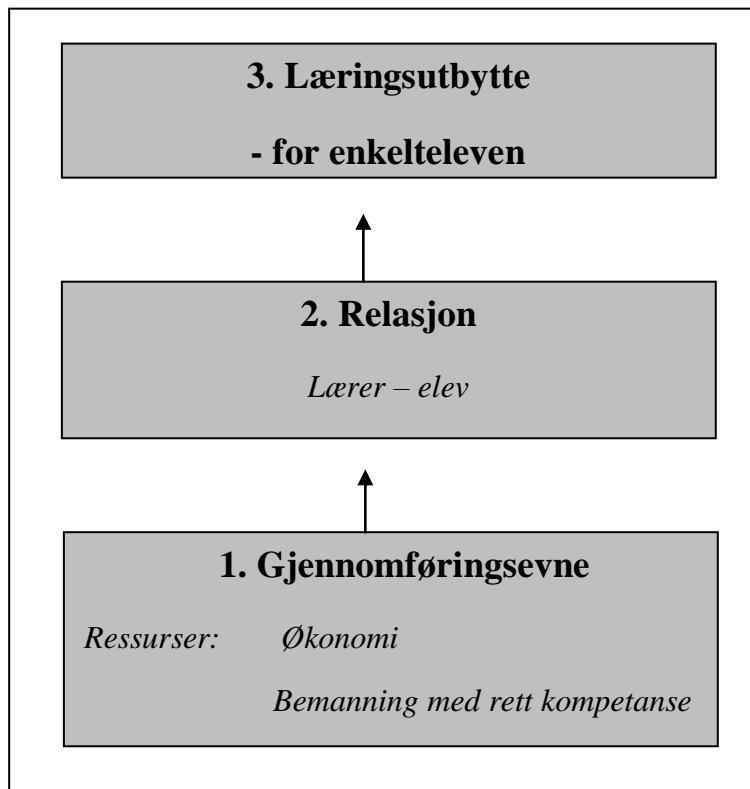 3. Læringsutbytte
- for enkelteleven
2. Relasjon
Lærer – elev
1. Gjennomføringsevne
Ressurser: Økonomi
Bemanning med rett kompetanse